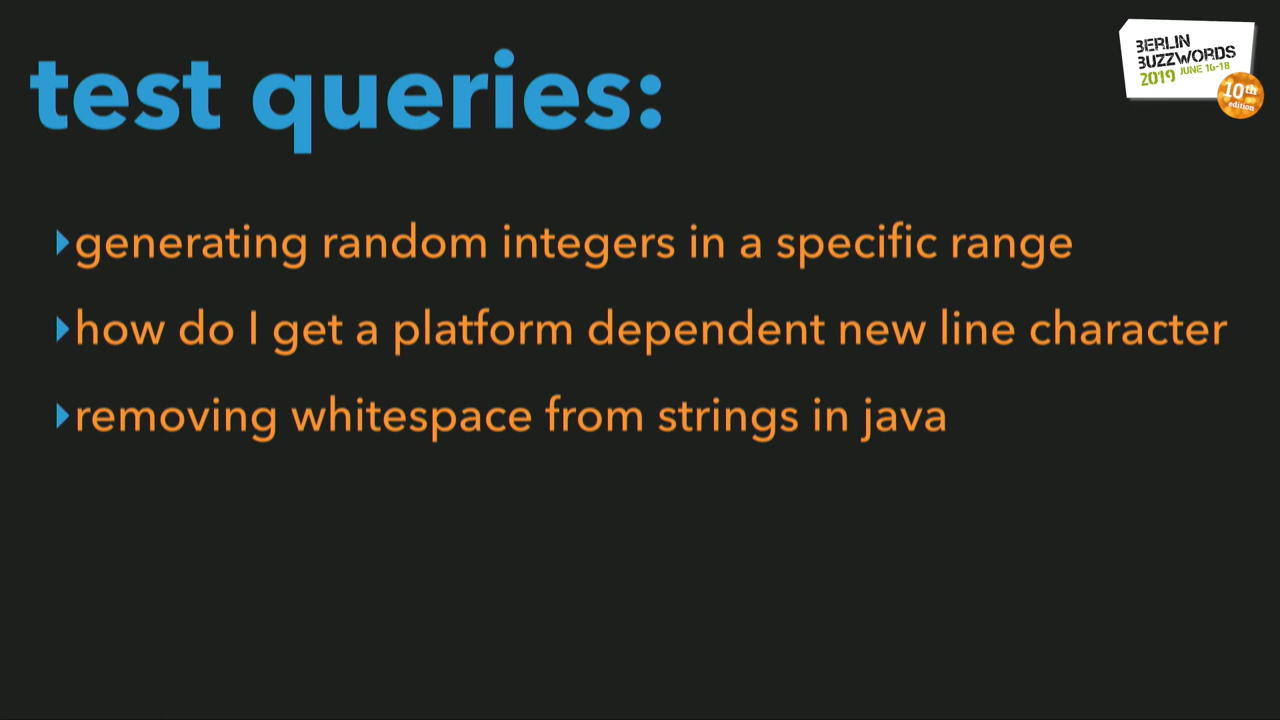 test queries:
BERLIN
BUZZWORDS
2019 JUNE 16-18
10th
edition
generating random integers in a specific range
how do I get a platform dependent new line character
removing whitespace from strings in java